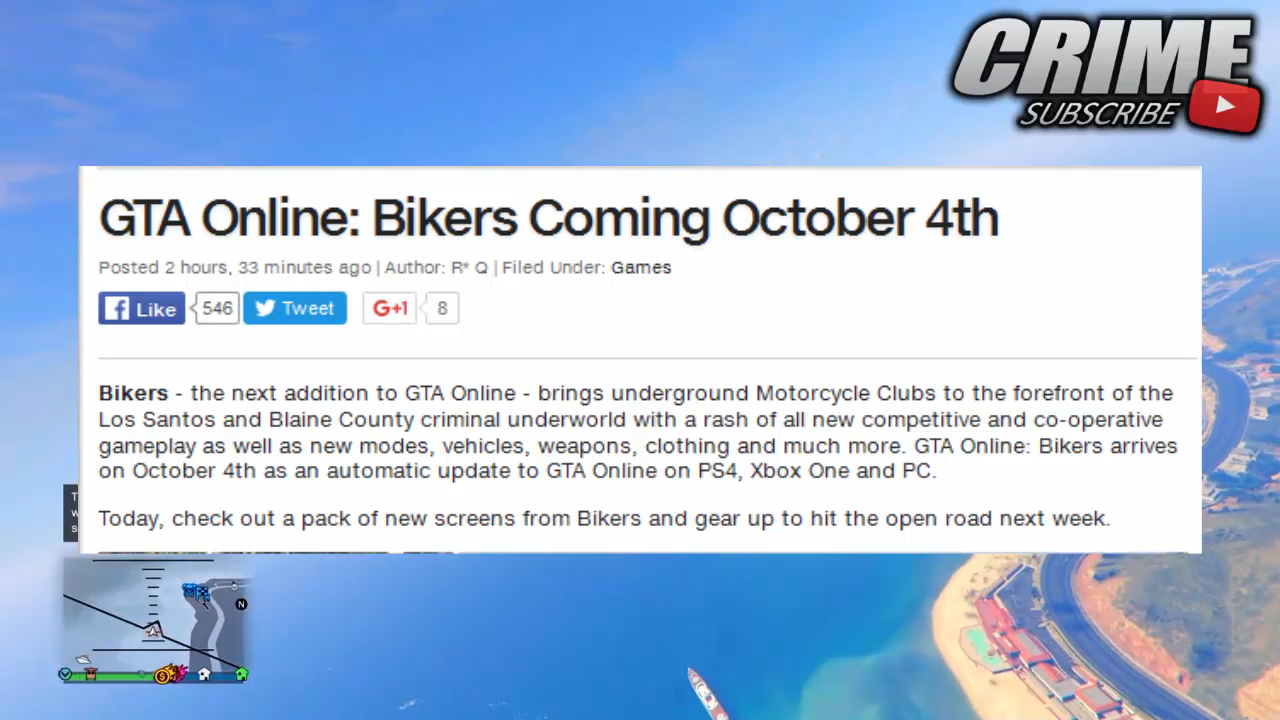 CRIME
SUBSCRIBE
GTA Online: Bikers Coming October 4th
Posted 2 hours, 33 minutes ago | Author: R* Q | Filed Under: Games
Like 546 Tweet G+1 8
Bikers - the next addition to GTA Online - brings underground Motorcycle Clubs to the forefront of the
Los Santos and Blaine County criminal underworld with a rash of all new competitive and co-operative
gameplay as well as new modes, vehicles, weapons, clothing and much more. GTA Online: Bikers arrives
on October 4th as an automatic update to GTA Online on PS4, Xbox One and PC.
Today, check out a pack of new screens from Bikers and gear up to hit the open road next week.
N